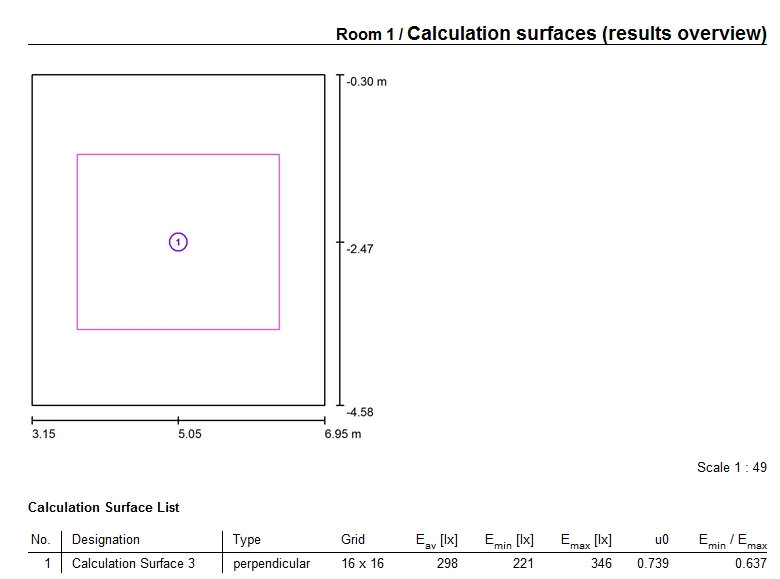 Room 1 / Calculation surfaces (results overview)
-0.30 m
1
-2.47
-4.58
3.15 5.05 6.95 m
Scale 1 : 49
Calculation Surface List
No. Designation Type Grid Eav [lx] Emin [lx] Emax [lx] u0 Emin / Emax
1 Calculation Surface 3 perpendicular 16 x 16 298 221 346 0.739 0.637